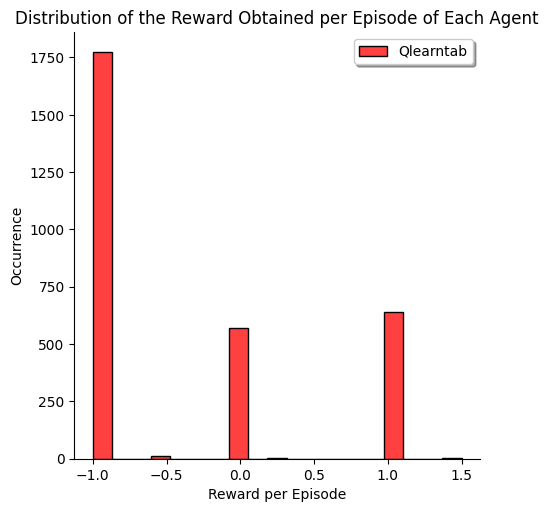 Distribution of the Reward Obtained per Episode of Each Agent
Qlearntab
1750
1500
1250
1000
750
500
250
0
Occurrence
−1.0 −0.5 0.0 0.5 1.0 1.5
Reward per Episode